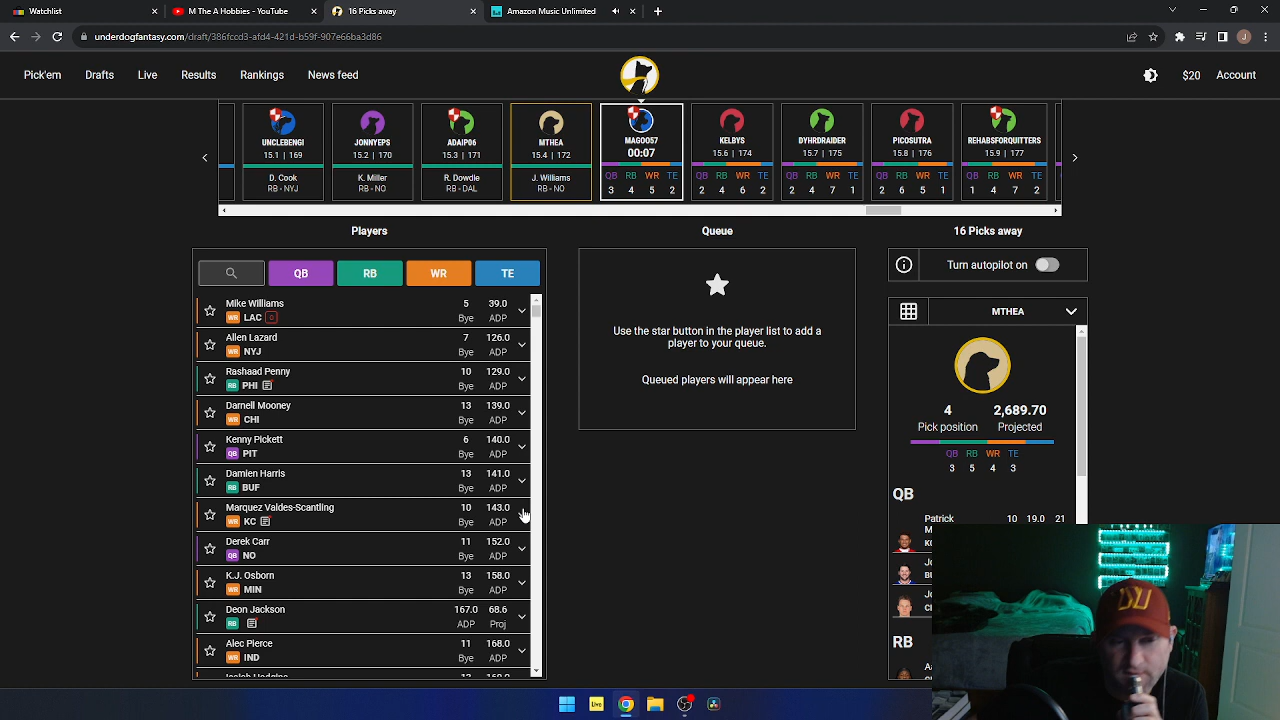 Watchlist
M The A Hobbies - YouTube
16 Picks away
Amazon Music Unlimited
underdogfantasy.com/draft/386fccd3-afd4-421d-b59f-907e66ba3d86
J
Pick'em Drafts Live Results Rankings News feed
$20 Account
UNCLEBENGI
15.1 | 169
D. Cook
RB - NYJ
JONNYEPS
15.2 | 170
K. Miller
RB - NO
ADAIP06
15.3 | 171
R. Dowdle
RB - DAL
MTHEA
15.4 | 172
J. Williams
RB - NO
MAGOO57
00:07
QB RB WR TE
3 4 5 2
KELBYS
15.6 | 174
QB RB WR TE
2 4 6 2
DYHRDRAIDER
15.7 | 175
QB RB WR TE
2 4 7 1
PICOSUTRA
15.8 | 176
QB RB WR TE
2 6 5 1
REHABSFORQUITTERS
15.9 | 177
QB RB WR TE
1 4 7 2
Players
QB RB WR TE
Mike Williams 5 39.0
WR LAC O Bye ADP
Allen Lazard 7 126.0
WR NYJ Bye ADP
Rashaad Penny 10 129.0
RB PHI Bye ADP
Darnell Mooney 13 139.0
WR CHI Bye ADP
Kenny Pickett 6 140.0
QB PIT Bye ADP
Damien Harris 13 141.0
RB BUF Bye ADP
Marquez Valdes-Scantling 10 143.0
WR KC Bye ADP
Derek Carr 11 152.0
QB NO Bye ADP
K.J. Osborn 13 158.0
WR MIN Bye ADP
Deon Jackson 167.0 68.6
RB ADP Proj
Alec Pierce 11 168.0
WR IND Bye ADP
Queue
Use the star button in the player list to add a
player to your queue.
Queued players will appear here
16 Picks away
Turn autopilot on
MTHEA
4 2,689.70
Pick position Projected
QB RB WR TE
3 5 4 3
QB
Patrick 10 19.0 21
RB
Live